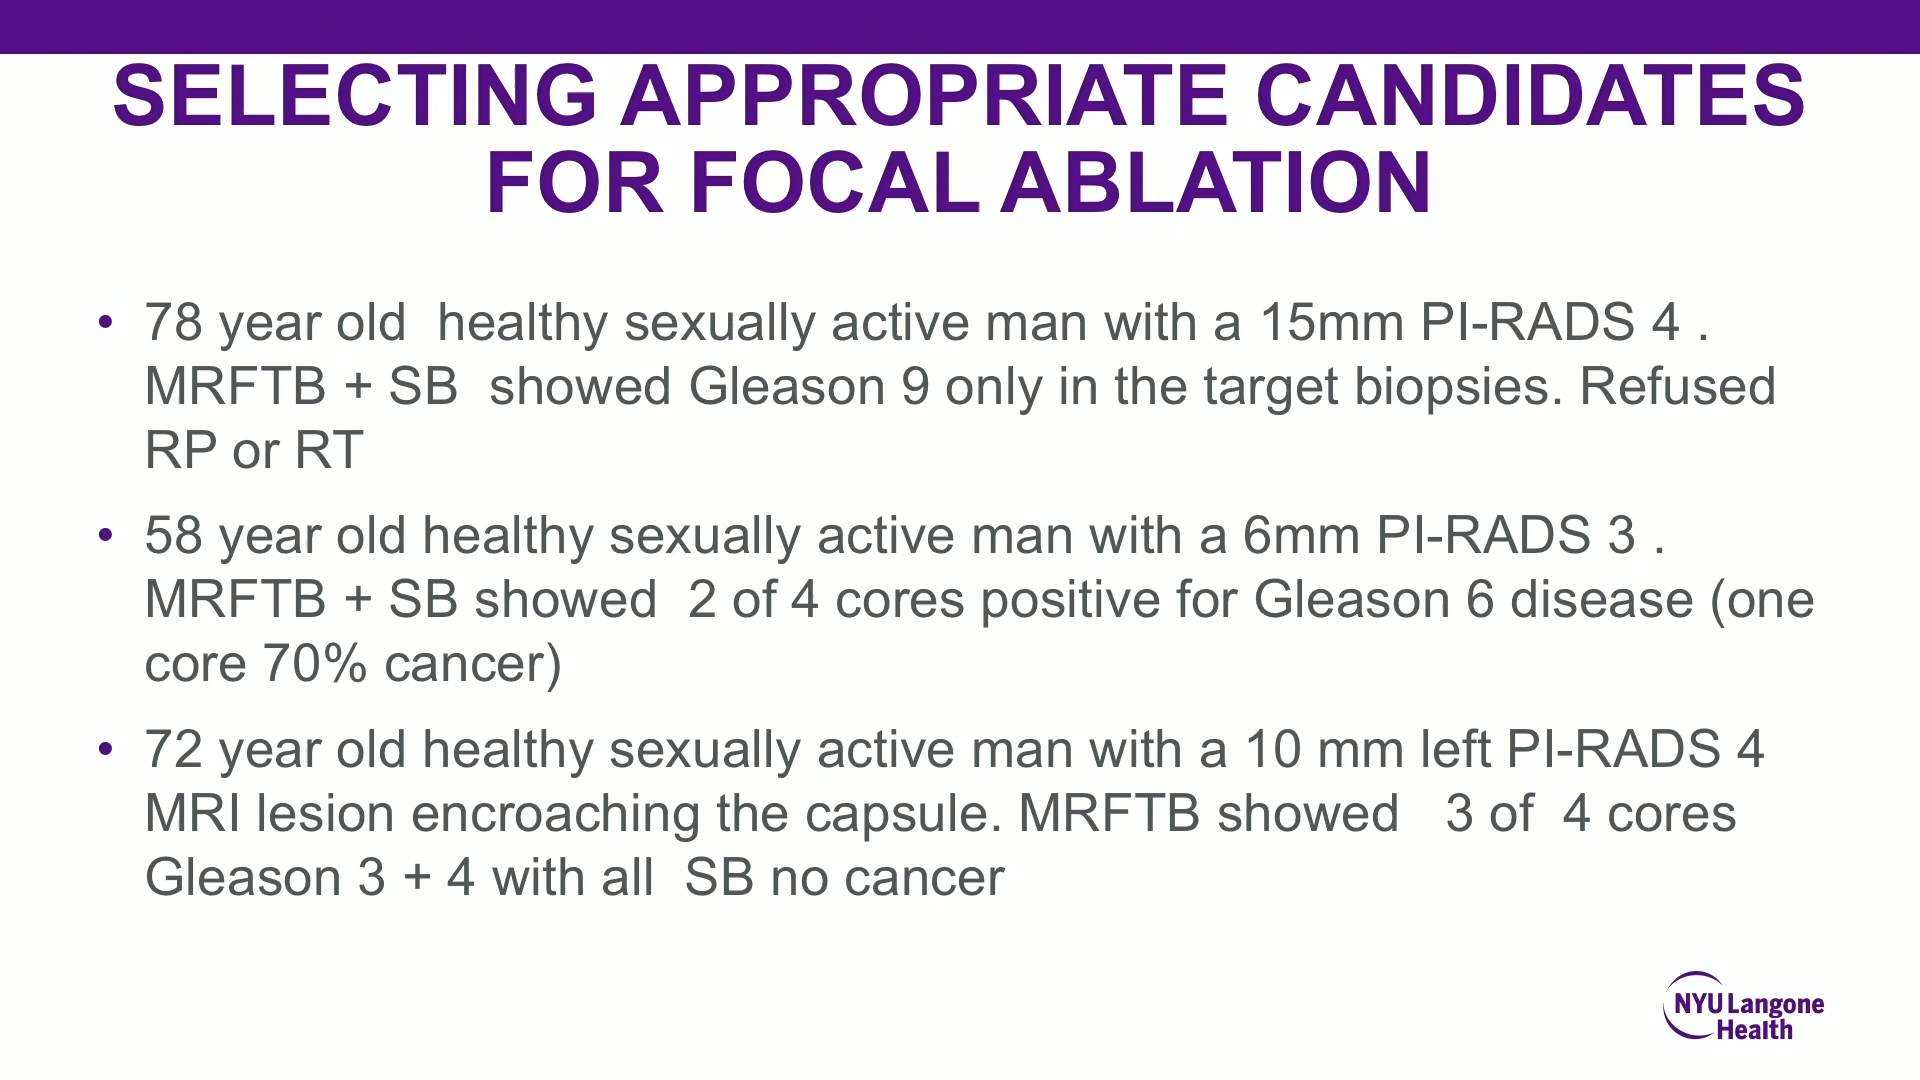 SELECTING APPROPRIATE CANDIDATES
FOR FOCAL ABLATION
• 78 year old  healthy sexually active man with a 15mm PI-RADS 4 .
MRFTB + SB  showed Gleason 9 only in the target biopsies. Refused
RP or RT
• 58 year old healthy sexually active man with a 6mm PI-RADS 3 .
MRFTB + SB showed  2 of 4 cores positive for Gleason 6 disease (one
core 70% cancer)
• 72 year old healthy sexually active man with a 10 mm left PI-RADS 4
MRI lesion encroaching the capsule. MRFTB showed   3 of  4 cores
Gleason 3 + 4 with all  SB no cancer
NYU Langone
Health